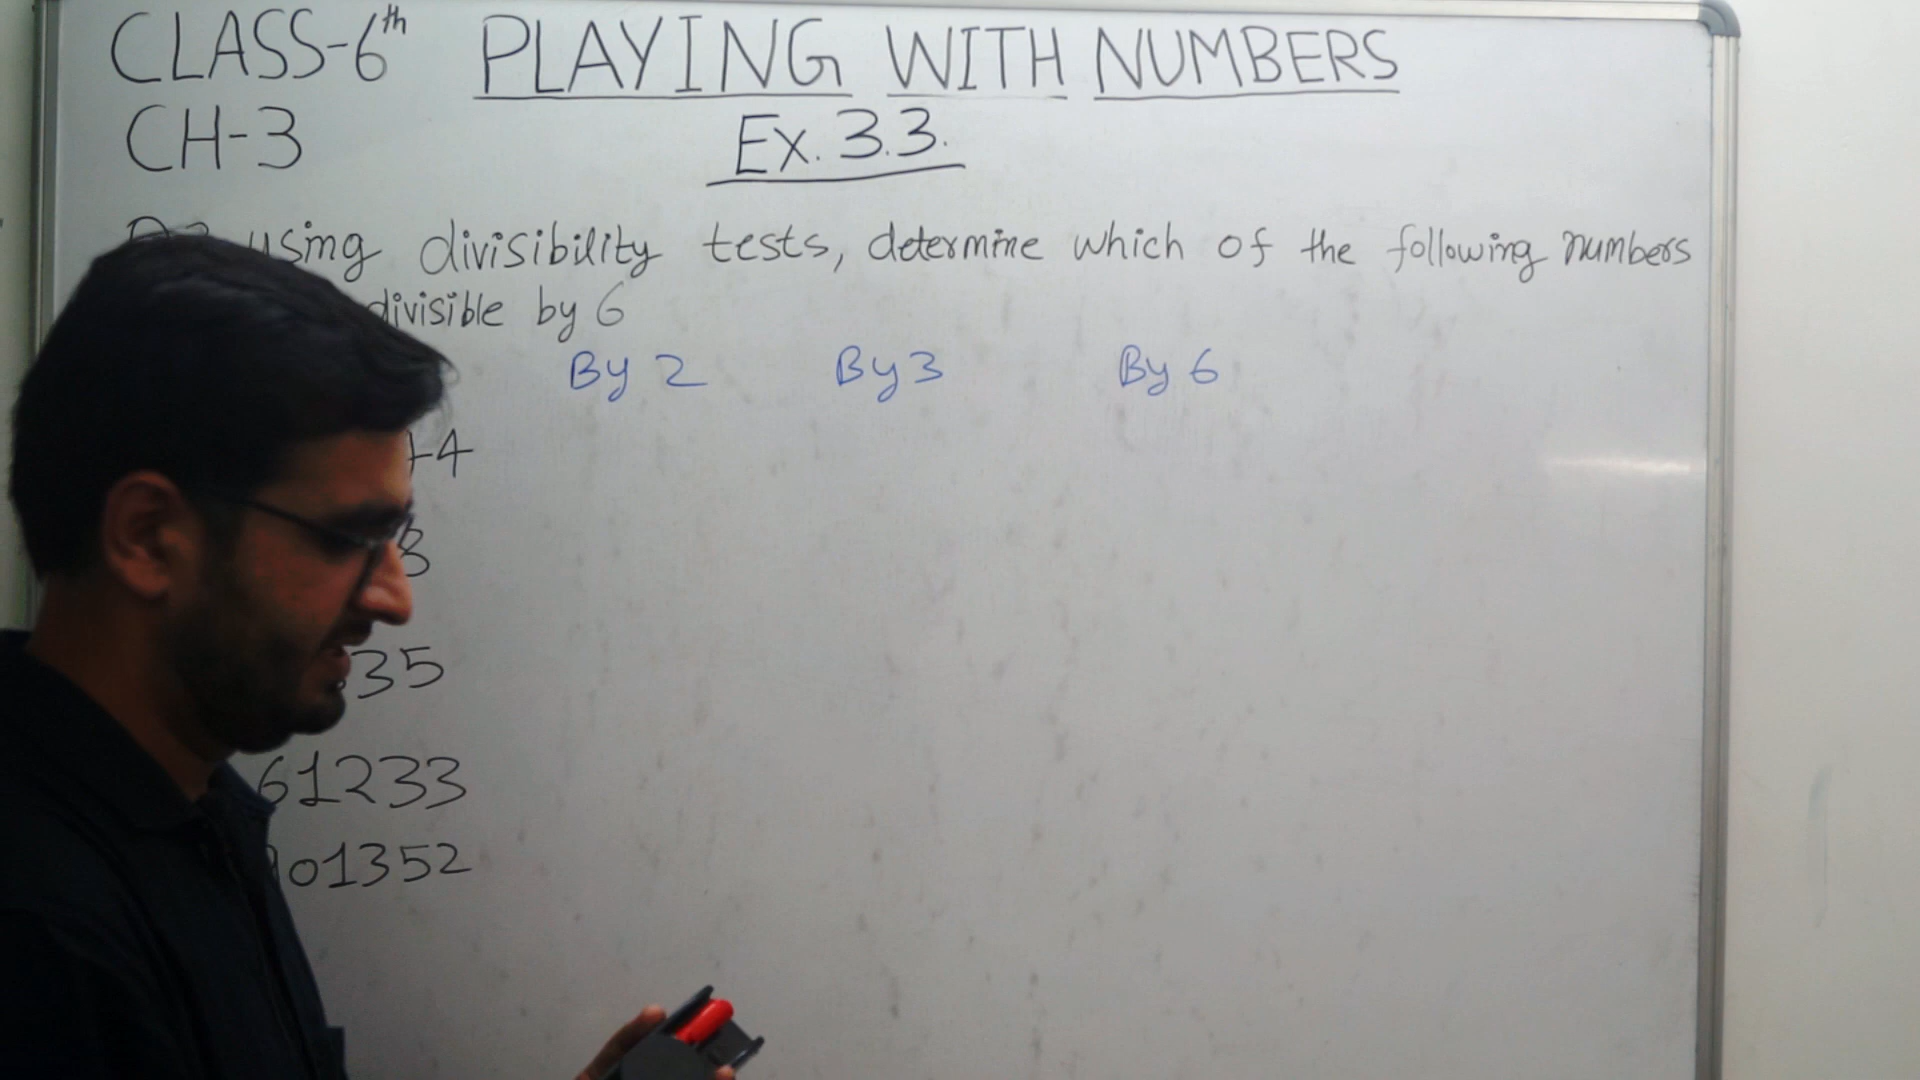 CLASS-6th PLAYING WITH NUMBERS
CH-3 Ex. 3.3.
using divisibility tests, determine which of the following numbers
divisible by 6
By 2 By 3 By 6
4
8
35
61233
01352